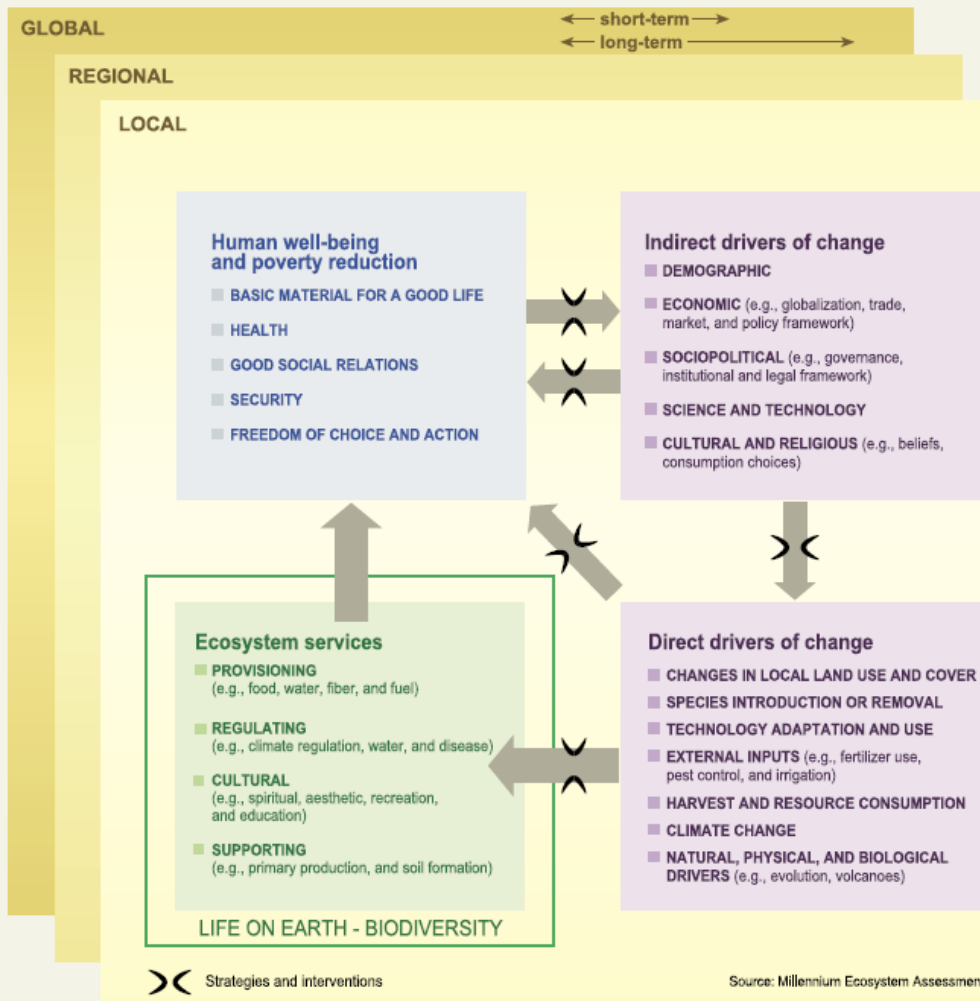 GLOBAL
short-term
long-term
REGIONAL
LOCAL
Human well-being
and poverty reduction
BASIC MATERIAL FOR A GOOD LIFE
HEALTH
GOOD SOCIAL RELATIONS
SECURITY
FREEDOM OF CHOICE AND ACTION
Indirect drivers of change
DEMOGRAPHIC
ECONOMIC (e.g., globalization, trade,
market, and policy framework)
SOCIOPOLITICAL (e.g., governance,
institutional and legal framework)
SCIENCE AND TECHNOLOGY
CULTURAL AND RELIGIOUS (e.g., beliefs,
consumption choices)
Ecosystem services
PROVISIONING
(e.g., food, water, fiber, and fuel)
REGULATING
(e.g., climate regulation, water, and disease)
CULTURAL
(e.g., spiritual, aesthetic, recreation,
and education)
SUPPORTING
(e.g., primary production, and soil formation)
LIFE ON EARTH - BIODIVERSITY
Direct drivers of change
CHANGES IN LOCAL LAND USE AND COVER
SPECIES INTRODUCTION OR REMOVAL
TECHNOLOGY ADAPTATION AND USE
EXTERNAL INPUTS (e.g., fertilizer use,
pest control, and irrigation)
HARVEST AND RESOURCE CONSUMPTION
CLIMATE CHANGE
NATURAL, PHYSICAL, AND BIOLOGICAL
DRIVERS (e.g., evolution, volcanoes)
Strategies and interventions
Source: Millennium Ecosystem Assessmen